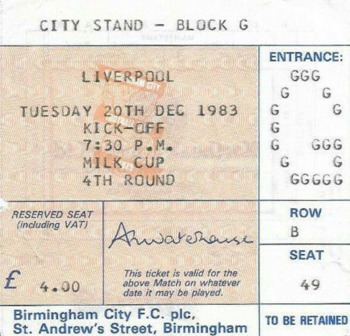 CITY STAND - BLOCK G
ENTRANCE:
G
LIVERPOOL
TUESDAY 20TH DEC 1983
KICK-OFF
7:30 P.M.
MILK CUP
4TH ROUND
RESERVED SEAT
(including VAT)
£ 4.00
This ticket is valid for the
above Match on whatever
date it may be played.
ROW
B
SEAT
49
Birmingham City F.C. plc,
St. Andrew's Street, Birmingham
TO BE RETAINED